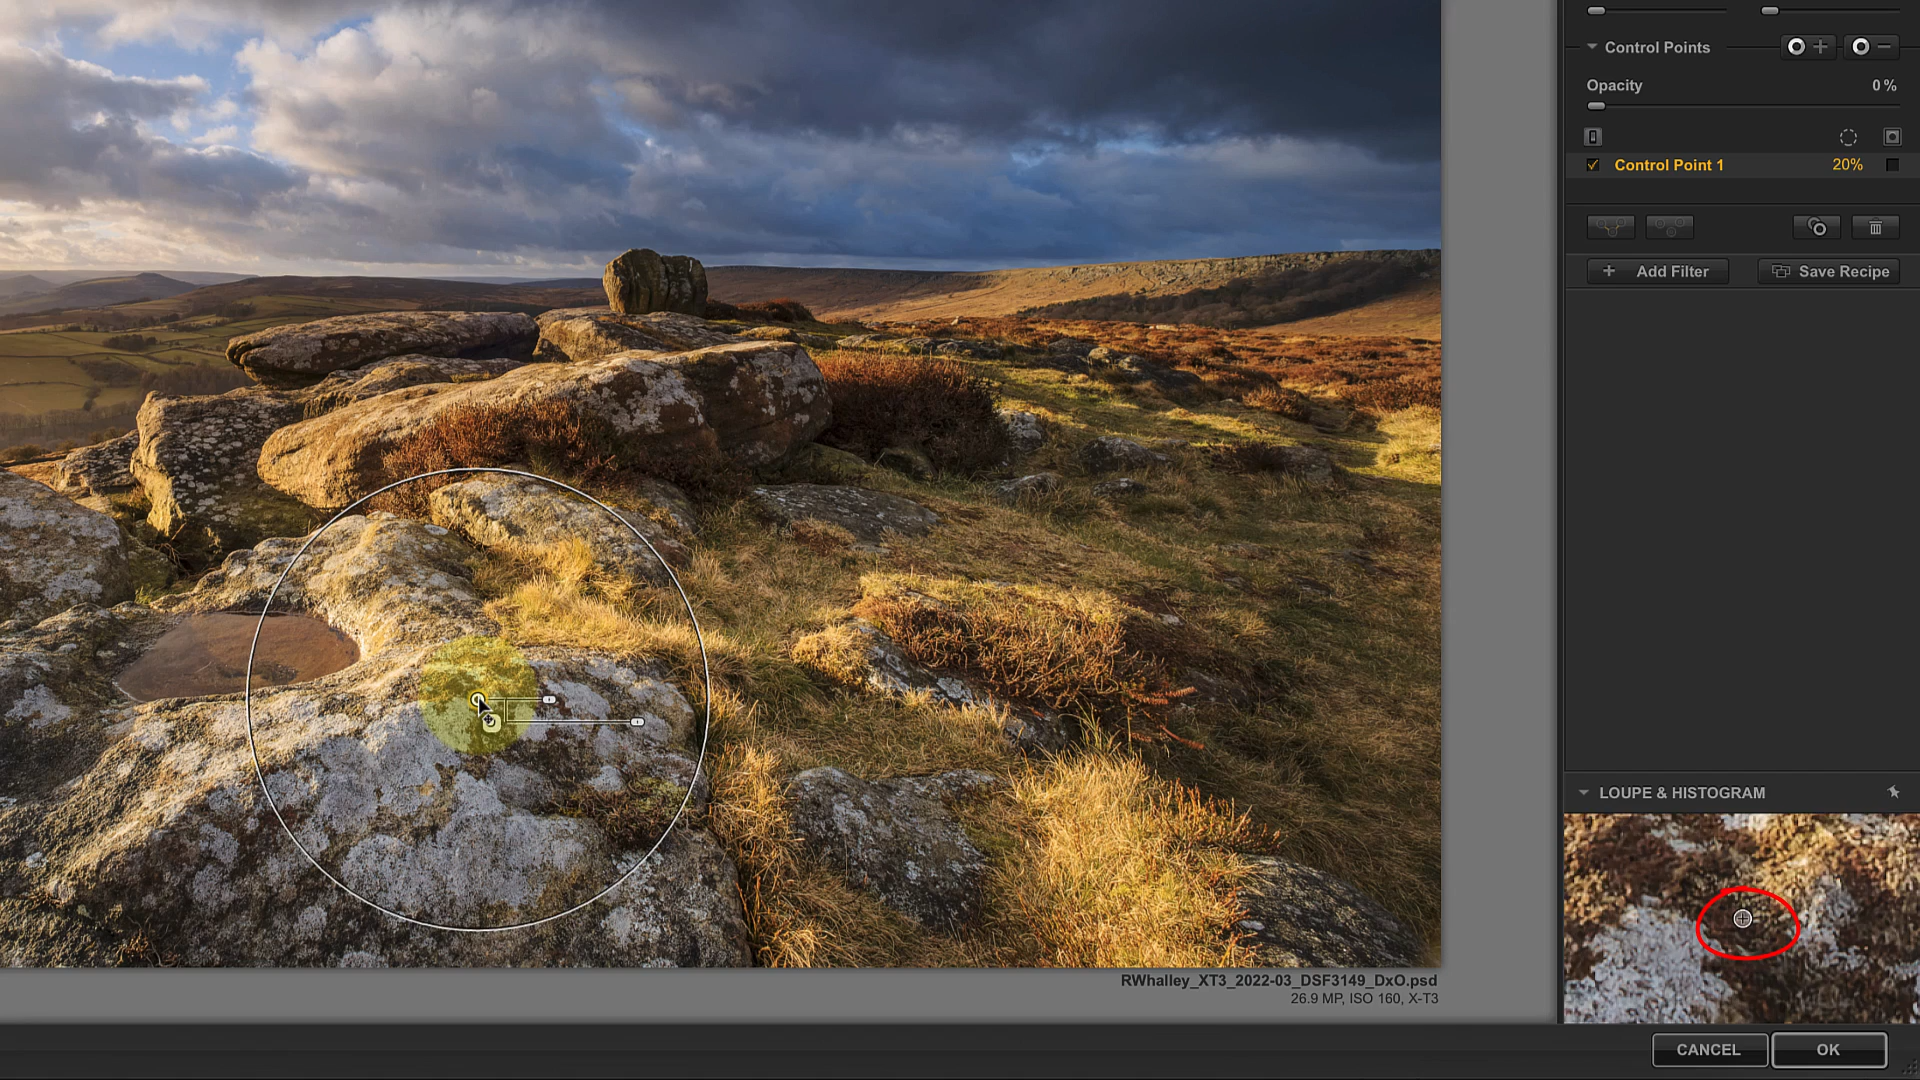 Control Points
Opacity 0 %
Control Point 1 20%
Add Filter Save Recipe
LOUPE & HISTOGRAM
RWhalley_XT3_2022-03_DSF3149_DxO.psd
26.9 MP, ISO 160, X-T3
CANCEL OK